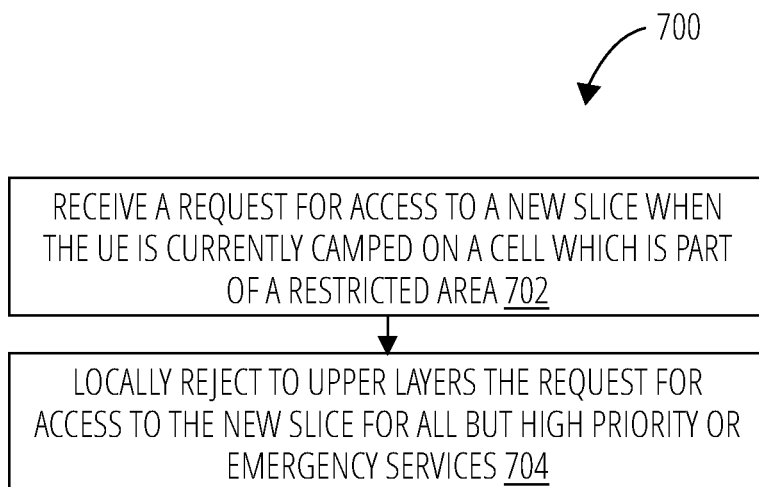 700
RECEIVE A REQUEST FOR ACCESS TO A NEW SLICE WHEN
THE UE IS CURRENTLY CAMPED ON A CELL WHICH IS PART
OF A RESTRICTED AREA 702
LOCALLY REJECT TO UPPER LAYERS THE REQUEST FOR
ACCESS TO THE NEW SLICE FOR ALL BUT HIGH PRIORITY OR
EMERGENCY SERVICES 704